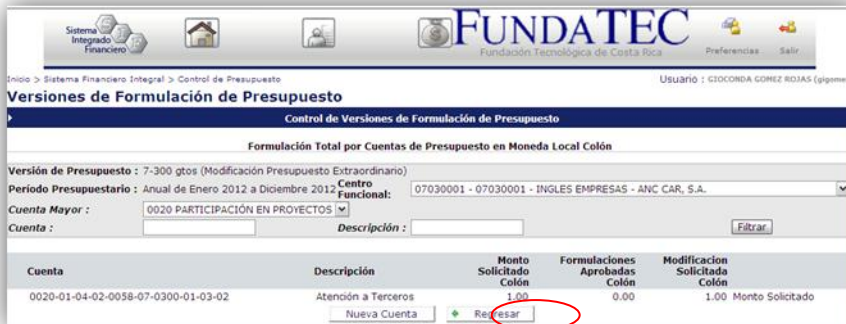 Sistema
Integrado
Financiero
FUNDATEC
Fundación Tecnológica de Costa Rica
Preferencias Salir
Inicio > Sistema Financiero Integral > Control de Presupuesto
Usuario : GIOCONDA GOMEZ ROJAS (gigome
Versiones de Formulación de Presupuesto
Control de Versiones de Formulación de Presupuesto
Formulación Total por Cuentas de Presupuesto en Moneda Local Colón
Versión de Presupuesto : 7-300 gtos (Modificación Presupuesto Extraordinario)
Período Presupuestario : Anual de Enero 2012 a Diciembre 2012 Centro Funcional: 07030001 - 07030001 - INGLES EMPRESAS - ANC CAR, S.A.
Cuenta Mayor : 0020 PARTICIPACIÓN EN PROYECTOS
Cuenta : Descripción : Filtrar
Cuenta Descripción Monto Solicitado Colón Formulaciones Aprobadas Colón Modificacion Solicitada Colón
0020-01-04-02-0058-07-0300-01-03-02 Atención a Terceros 1.00 0.00 1.00 Monto Solicitado
Nueva Cuenta Regresar